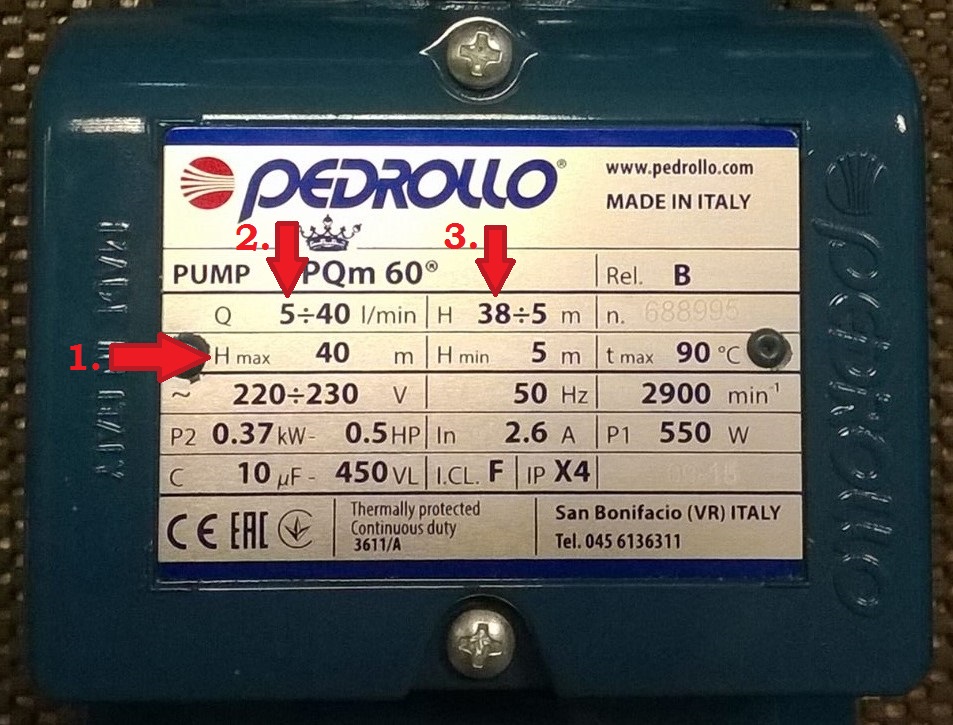 PEDROLLO®
www.pedrollo.com
MADE IN ITALY
2. 3.
PUMP PQm 60® Rel. B
Q 5÷40 l/min H 38÷5 m n. 688995
1. H max 40 m H min 5 m t max 90 °C
~ 220÷230 V 50 Hz 2900 min⁻¹
P2 0.37 kW - 0.5 HP In 2.6 A P1 550 W
C 10 µF - 450 VL I.CL. F IP X4
CE EAC
Thermally protected
Continuous duty
3611/A
San Bonifacio (VR) ITALY
Tel. 045 6136311
pedrollo